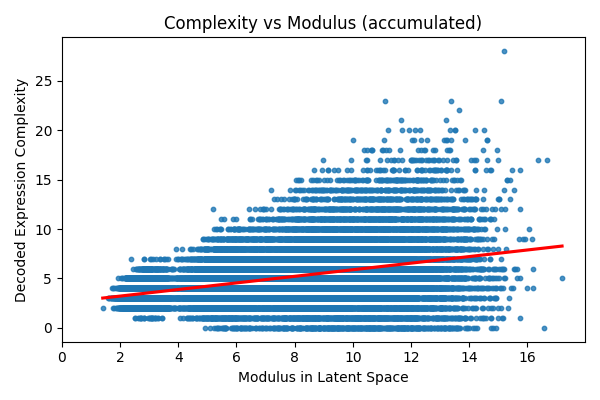 Complexity vs Modulus (accumulated)
Decoded Expression Complexity
25
20
15
10
5
0
0 2 4 6 8 10 12 14 16
Modulus in Latent Space